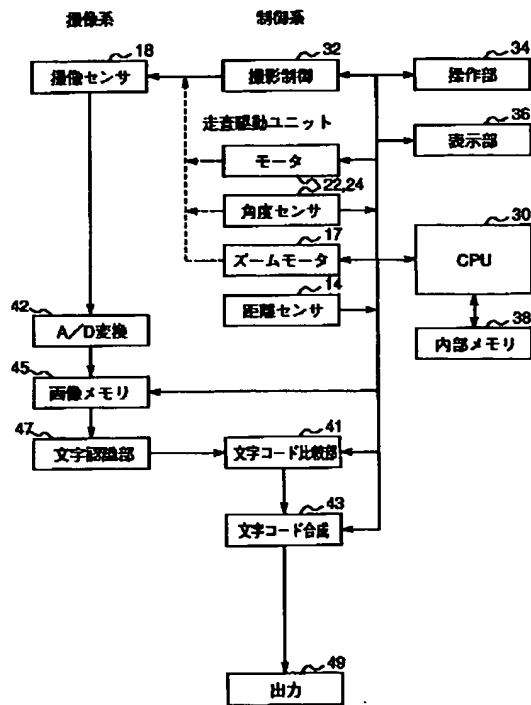 撮像系 制御系
18 32 34
撮像センサ 撮影制御 操作部
走査駆動ユニット
36
表示部
モータ
22,24
角度センサ
17 30
ズームモータ CPU
14
距離センサ
38
内部メモリ
42
A/D変換
45
画像メモリ
47 41
文字認識部 文字コード比較部
43
文字コード合成
49
出力